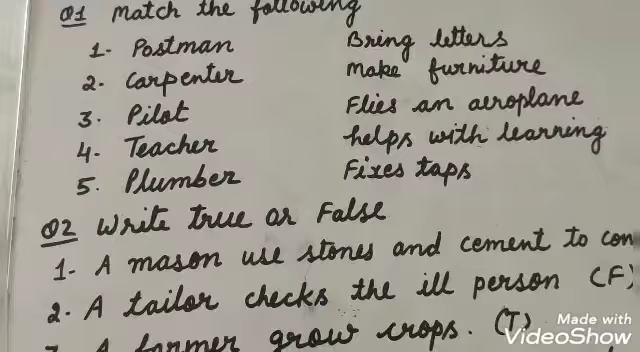 Q1 Match the following
1- Postman Bring letters
2- Carpenter Make furniture
3- Pilot Flies an aeroplane
4- Teacher helps with learning
5. Plumber Fixes taps
Q2 Write true or False
1- A mason use stones and cement to con
2- A tailor checks the ill person (F)
A farmer grow crops. (T)
Made with
VideoShow